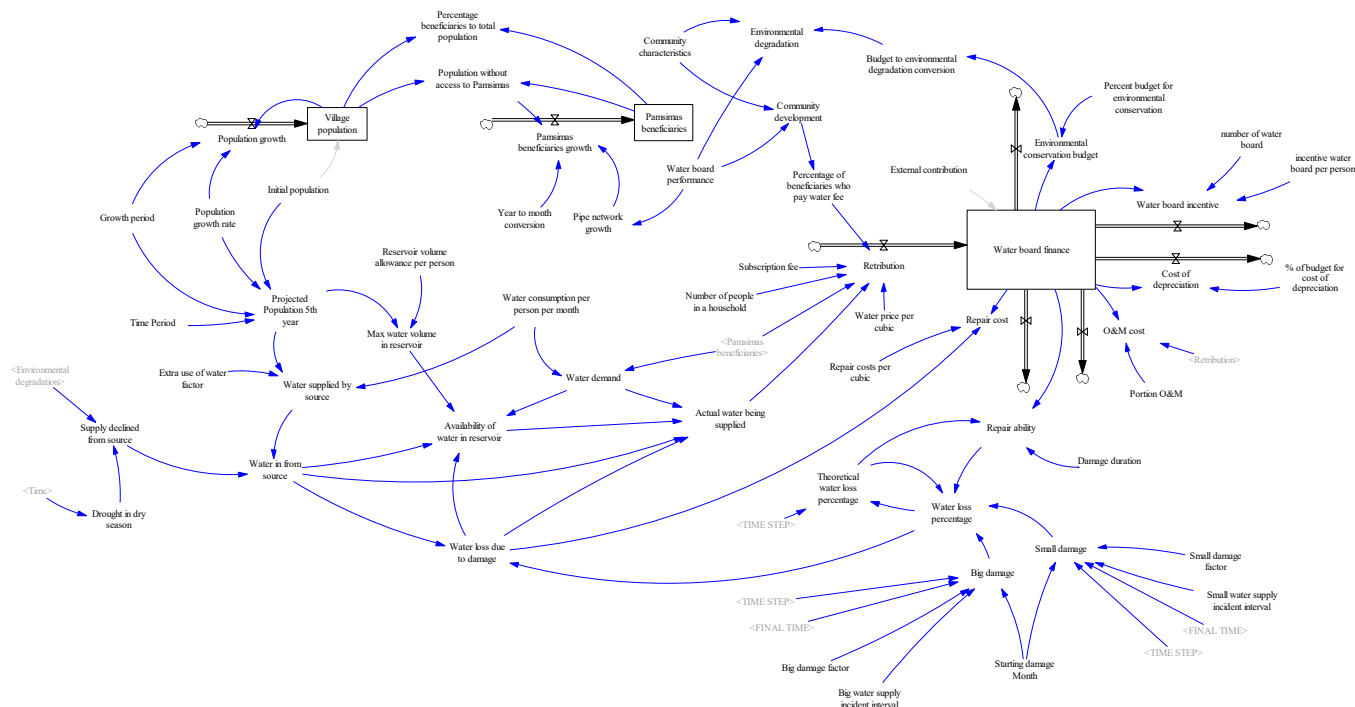 Percentage
beneficiaries to total
population
Community
characteristics
Environmental
degradation
Budget to environmental
degradation conversion
Population without
access to Pamsimas
Percent budget for
environmental
conservation
Village
population
Population growth
Pamsimas
beneficiaries growth
Pamsimas
beneficiaries
Community
development
Environmental
conservation budget
number of water
board
incentive water
board per person
Water board
performance
External contribution
Percentage of
beneficiaries who
pay water fee
Initial population
Growth period
Population
growth rate
Year to month
conversion
Pipe network
growth
Water board incentive
Water board finance
Reservoir volume
allowance per person
Subscription fee
Retribution
Cost of
depreciation
% of budget for
cost of
depreciation
Projected
Population 5th
year
Time Period
Water consumption per
person per month
Number of people
in a household
Water price per
cubic
Max water volume
in reservoir
Repair cost
O&M cost
<Pamsimas
beneficiaries>
<Retribution>
Repair costs per
cubic
<Environmental
degradation>
Extra use of water
factor
Water supplied by
source
Water demand
Portion O&M
Supply declined
from source
Availability of
water in reservoir
Actual water being
supplied
Repair ability
Water in from
source
Damage duration
<Time>
Theoretical
water loss
percentage
Water loss
percentage
Drought in dry
season
<TIME STEP>
Water loss due
to damage
Small damage
Small damage
factor
Big damage
<TIME STEP>
Small water supply
incident interval
<FINAL TIME>
<FINAL TIME>
<TIME STEP>
Big damage factor
Starting damage
Month
Big water supply
incident interval